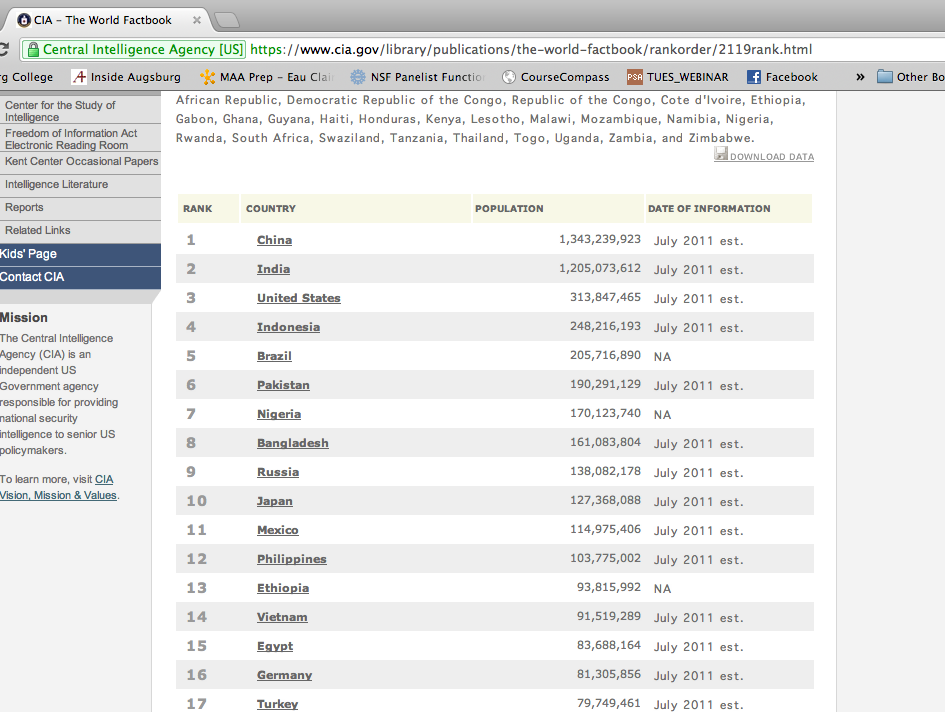 CIA – The World Factbook
Central Intelligence Agency [US] https://www.cia.gov/library/publications/the-world-factbook/rankorder/2119rank.html
rg College Inside Augsburg MAA Prep – Eau Clai NSF Panelist Functio CourseCompass PSA TUES_WEBINAR Facebook » Other Bo
Center for the Study of
Intelligence
Freedom of Information Act
Electronic Reading Room
Kent Center Occasional Papers
Intelligence Literature
Reports
Related Links
Kids' Page
Contact CIA
Mission
The Central Intelligence
Agency (CIA) is an
independent US
Government agency
responsible for providing
national security
intelligence to senior US
policymakers.
To learn more, visit CIA
Vision, Mission & Values.
African Republic, Democratic Republic of the Congo, Republic of the Congo, Cote d'Ivoire, Ethiopia,
Gabon, Ghana, Guyana, Haiti, Honduras, Kenya, Lesotho, Malawi, Mozambique, Namibia, Nigeria,
Rwanda, South Africa, Swaziland, Tanzania, Thailand, Togo, Uganda, Zambia, and Zimbabwe.
DOWNLOAD DATA
RANK COUNTRY POPULATION DATE OF INFORMATION
1 China 1,343,239,923 July 2011 est.
2 India 1,205,073,612 July 2011 est.
3 United States 313,847,465 July 2011 est.
4 Indonesia 248,216,193 July 2011 est.
5 Brazil 205,716,890 NA
6 Pakistan 190,291,129 July 2011 est.
7 Nigeria 170,123,740 NA
8 Bangladesh 161,083,804 July 2011 est.
9 Russia 138,082,178 July 2011 est.
10 Japan 127,368,088 July 2011 est.
11 Mexico 114,975,406 July 2011 est.
12 Philippines 103,775,002 July 2011 est.
13 Ethiopia 93,815,992 NA
14 Vietnam 91,519,289 July 2011 est.
15 Egypt 83,688,164 July 2011 est.
16 Germany 81,305,856 July 2011 est.
17 Turkey 79,749,461 July 2011 est.